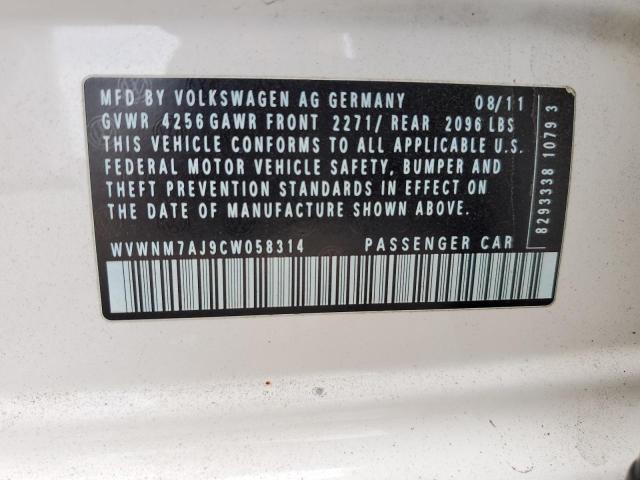 MFD BY VOLKSWAGEN AG GERMANY 08/11
GVWR 4256 GAWR FRONT 2271/ REAR 2096 LBS
THIS VEHICLE CONFORMS TO ALL APPLICABLE U.S.
FEDERAL MOTOR VEHICLE SAFETY, BUMPER AND
THEFT PREVENTION STANDARDS IN EFFECT ON
THE DATE OF MANUFACTURE SHOWN ABOVE.
WVWNM7AJ9CW058314 PASSENGER CAR
8293338 1079 3